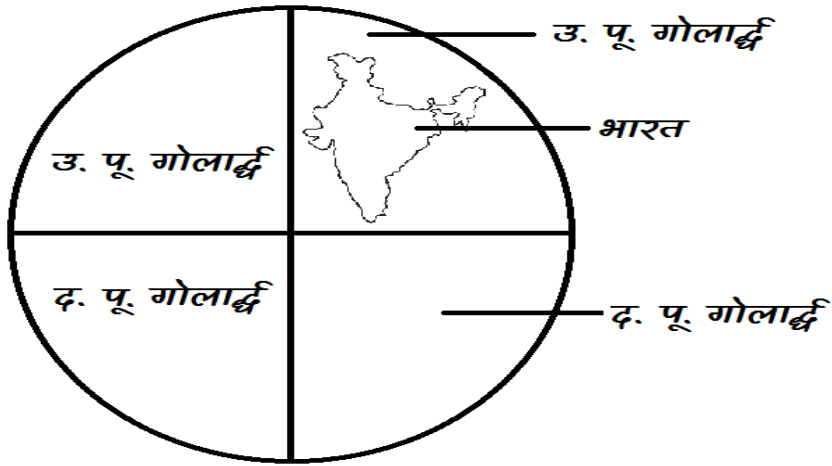 उ. पू. गोलार्द्ध
भारत
उ. पू. गोलार्द्ध
द. पू. गोलार्द्ध
द. पू. गोलार्द्ध